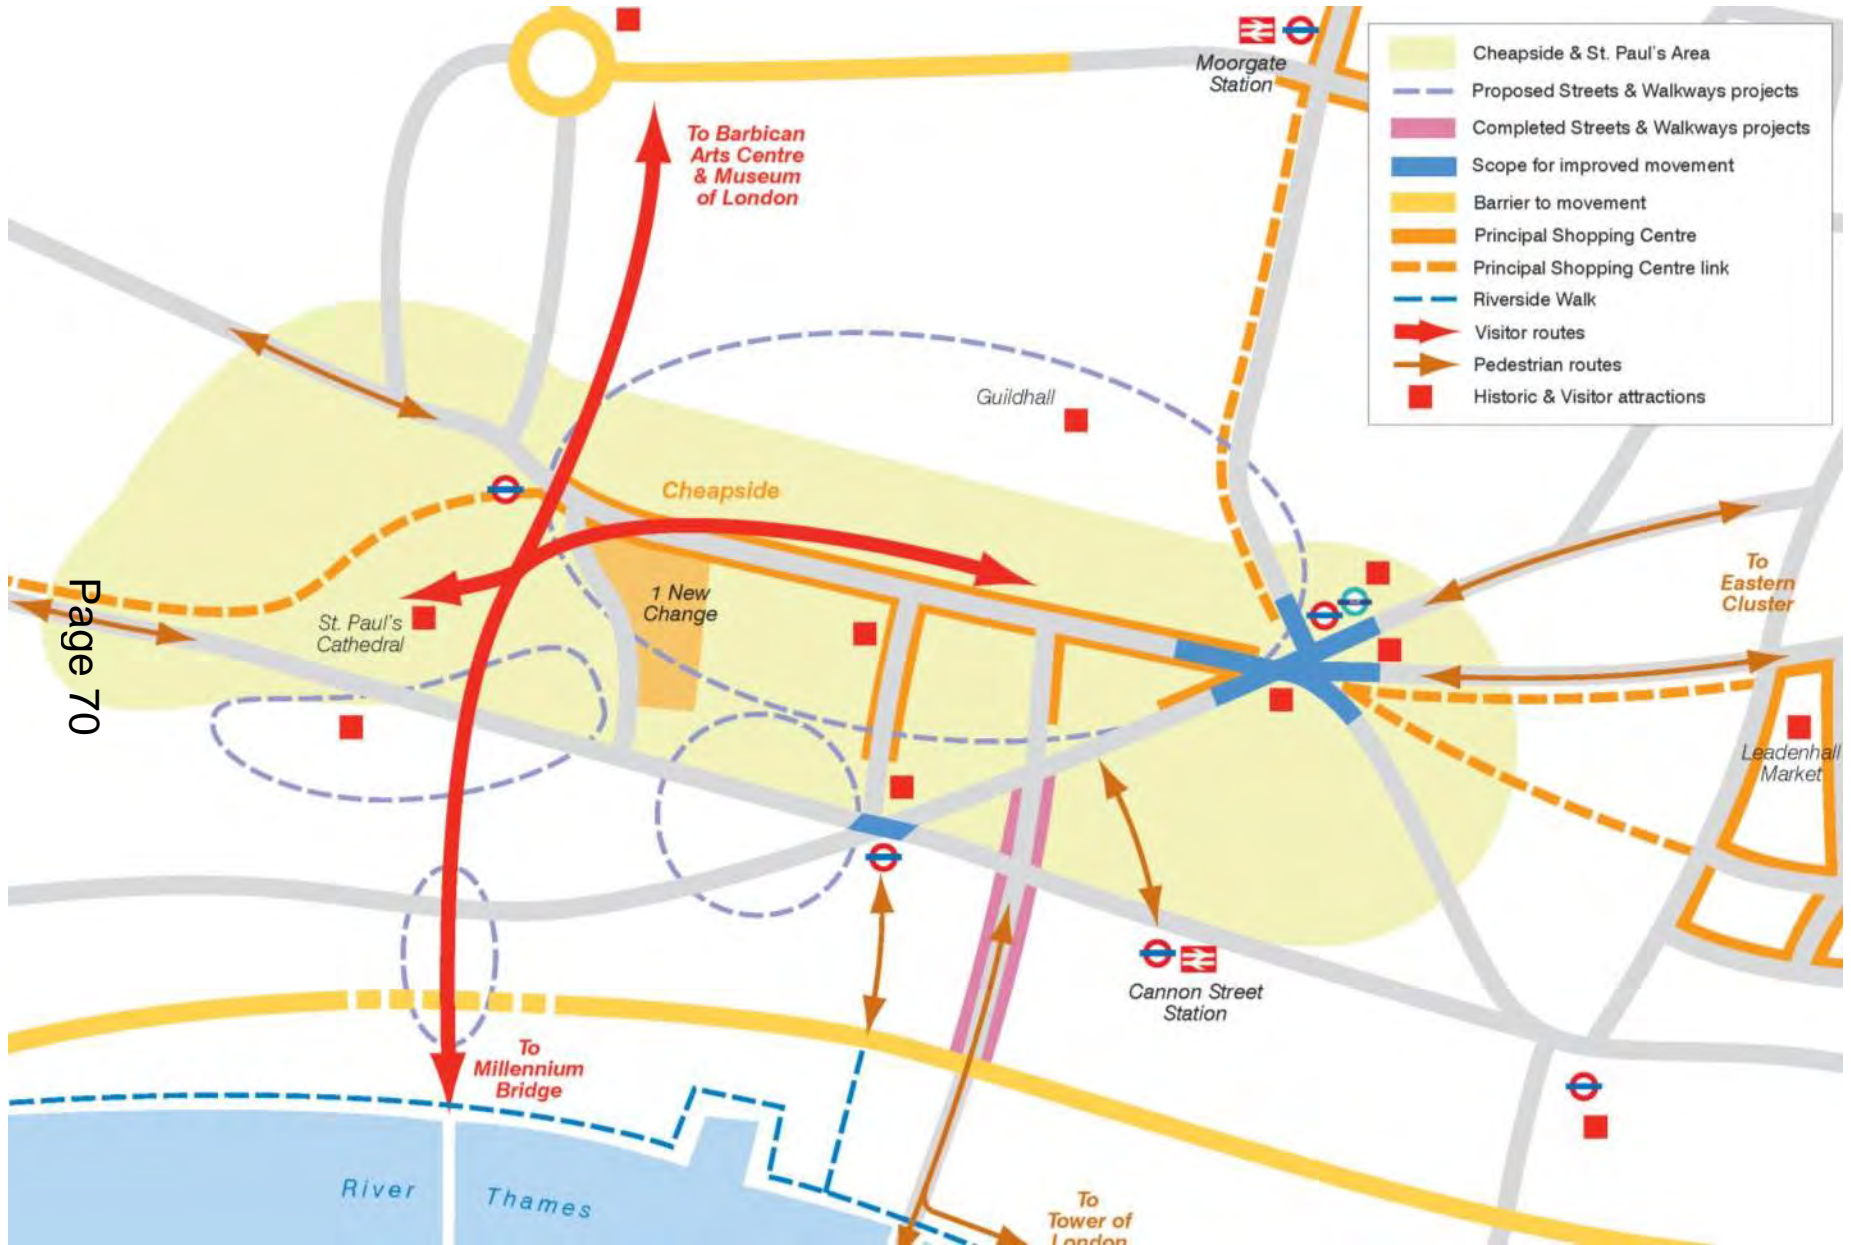 Moorgate
Station
Cheapside & St. Paul's Area
Proposed Streets & Walkways projects
Completed Streets & Walkways projects
Scope for improved movement
Barrier to movement
Principal Shopping Centre
Principal Shopping Centre link
Riverside Walk
Visitor routes
Pedestrian routes
Historic & Visitor attractions
To Barbican
Arts Centre
& Museum
of London
Guildhall
Cheapside
1 New
Change
St. Paul's
Cathedral
To
Eastern
Cluster
Page 70
Leadenhall
Market
Cannon Street
Station
To
Millennium
Bridge
River Thames
To
Tower of
London